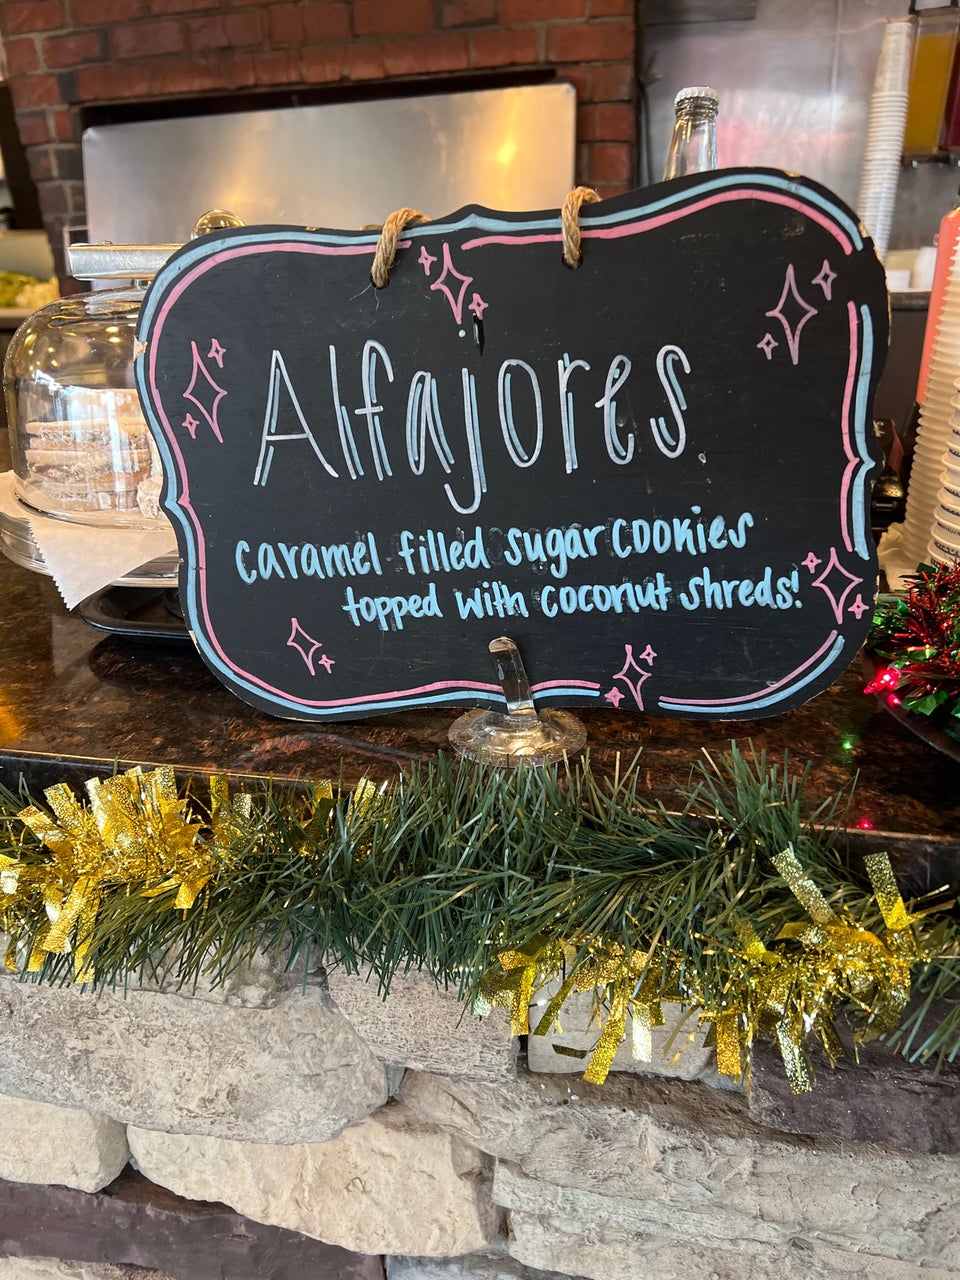 Alfajores
caramel filled sugar cookies
topped with coconut shreds!